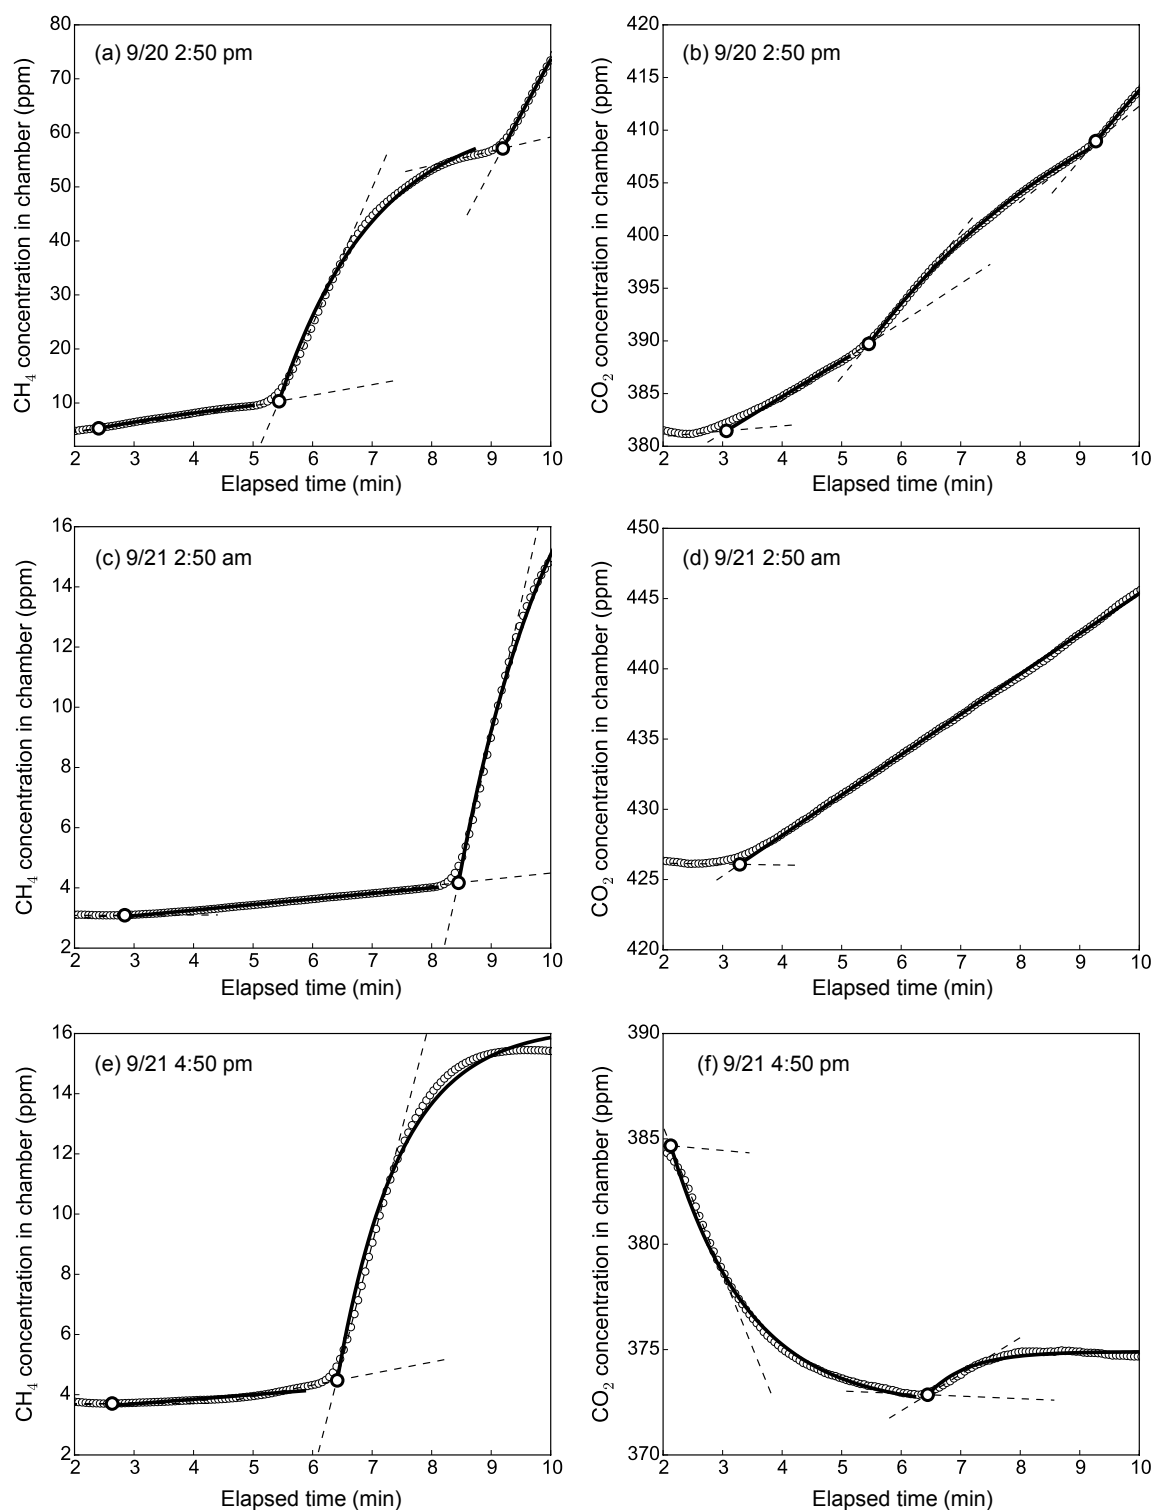 (a) 9/20 2:50 pm
CH₄ concentration in chamber (ppm)
80
70
60
50
40
30
20
10
2 3 4 5 6 7 8 9 10
Elapsed time (min)
(b) 9/20 2:50 pm
CO₂ concentration in chamber (ppm)
420
415
410
405
400
395
390
385
380
2 3 4 5 6 7 8 9 10
Elapsed time (min)
(c) 9/21 2:50 am
CH₄ concentration in chamber (ppm)
16
14
12
10
8
6
4
2
2 3 4 5 6 7 8 9 10
Elapsed time (min)
(d) 9/21 2:50 am
CO₂ concentration in chamber (ppm)
450
445
440
435
430
425
420
2 3 4 5 6 7 8 9 10
Elapsed time (min)
(e) 9/21 4:50 pm
CH₄ concentration in chamber (ppm)
16
14
12
10
8
6
4
2
2 3 4 5 6 7 8 9 10
Elapsed time (min)
(f) 9/21 4:50 pm
CO₂ concentration in chamber (ppm)
390
385
380
375
370
2 3 4 5 6 7 8 9 10
Elapsed time (min)